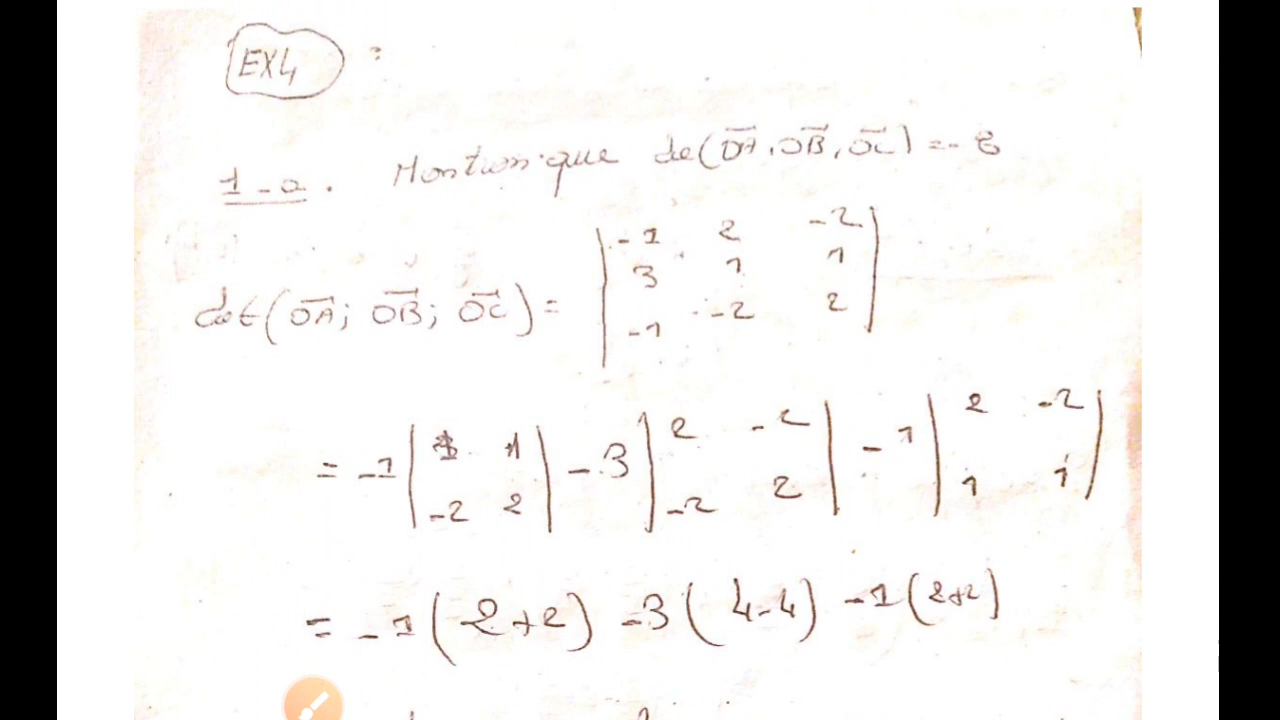 EX4 :
1-a. Montrons que de(OA, OB, OC) = -8
det(OA; OB; OC) = | -1 2 -2 |
| 3 1 1 |
| -1 -2 2 |
= -1 | 1 1 | - 3 | 2 -2 | - 1 | 2 -2 |
| -2 2 | | -2 2 | | 1 1 |
= -1(2+2) -3(4-4) -1(2+2)